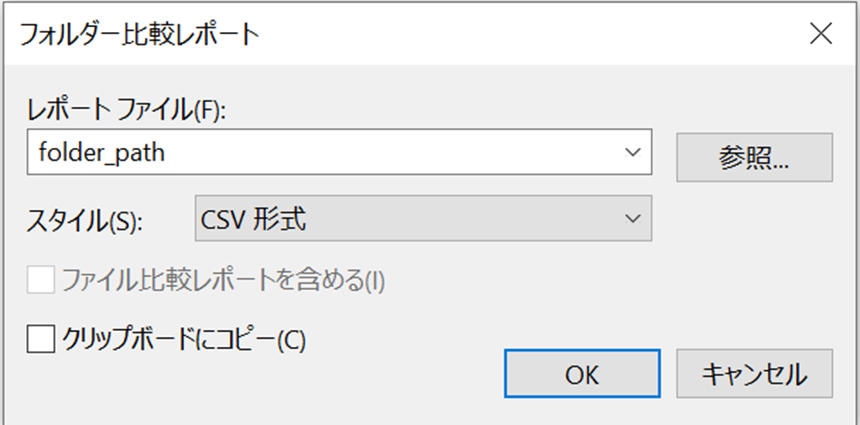 フォルダー比較レポート
レポート ファイル(F):
folder_path
参照...
スタイル(S):
CSV 形式
ファイル比較レポートを含める(I)
クリップボードにコピー(C)
OK
キャンセル